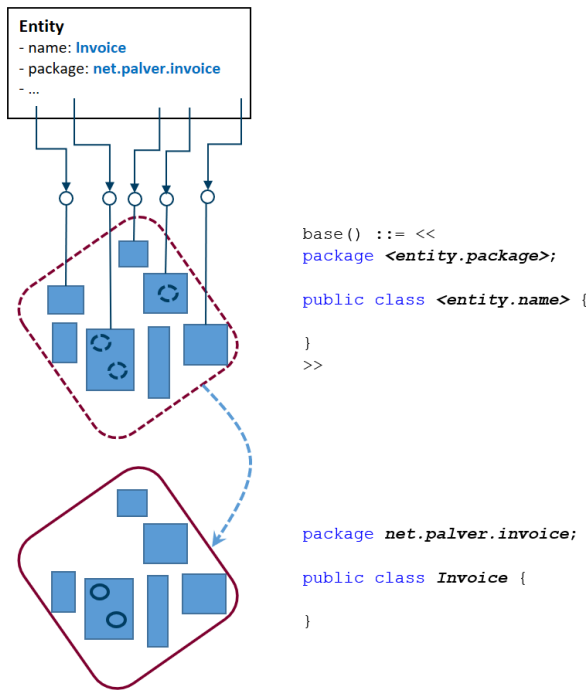 Entity
- name: Invoice
- package: net.palver.invoice
- ...
base() ::= <<
package <entity.package>;
public class <entity.name> {
}
>>
package net.palver.invoice;
public class Invoice {
}